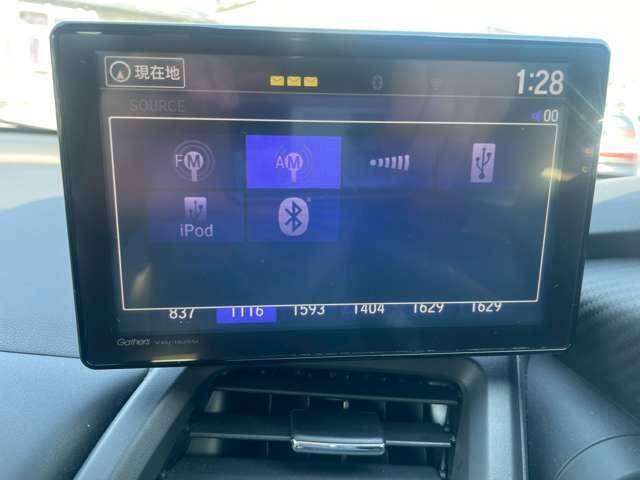 現在地
1:28
SOURCE
00
FM
AM
iPod
837 1116 1593 1404 1629 1629
Gathers